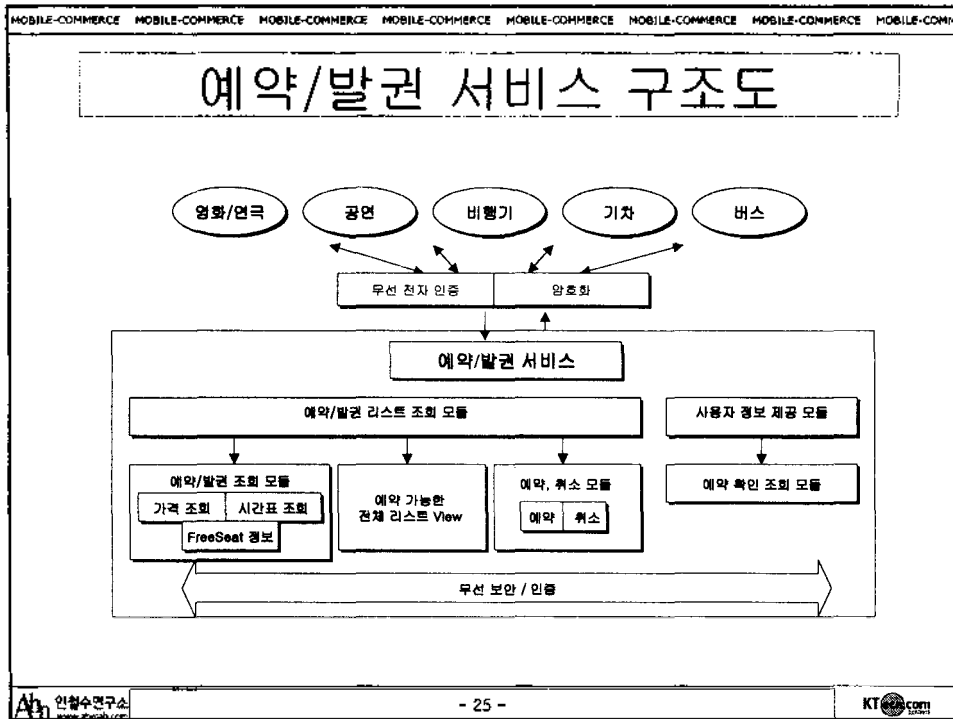 MOBILE-COMMERCE MOBILE-COMMERCE MOBILE-COMMERCE MOBILE-COMMERCE MOBILE-COMMERCE MOBILE-COMMERCE MOBILE-COMMERCE MOBILE-COMM
예약/발권 서비스 구조도
영화/연극 공연 비행기 기차 버스
무선 전자 인증 암호화
예약/발권 서비스
예약/발권 리스트 조회 모듈 사용자 정보 제공 모듈
예약/발권 조회 모듈
가격 조회 시간표 조회
FreeSeat 정보
예약 가능한
전체 리스트 View
예약, 취소 모듈
예약 취소
예약 확인 조회 모듈
무선 보안 / 인증
Ahn 안철수연구소
- 25 -